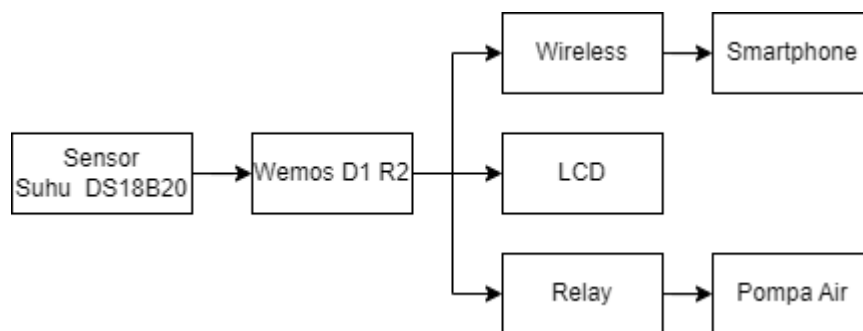 Wireless
Smartphone
Sensor
Suhu DS18B20
Wemos D1 R2
LCD
Relay
Pompa Air